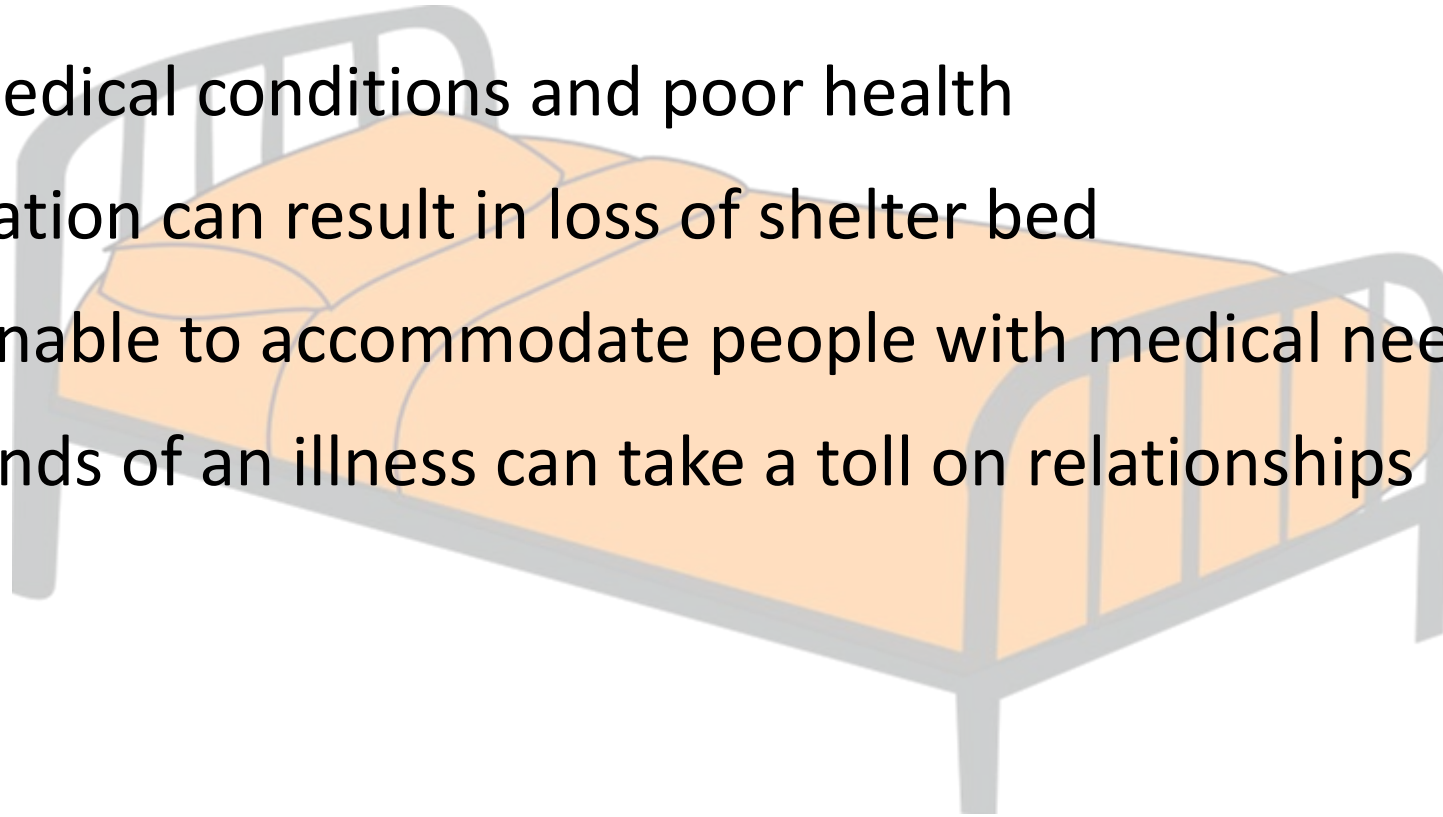 edical conditions and poor health
ation can result in loss of shelter bed
nable to accommodate people with medical nee
nds of an illness can take a toll on relationships